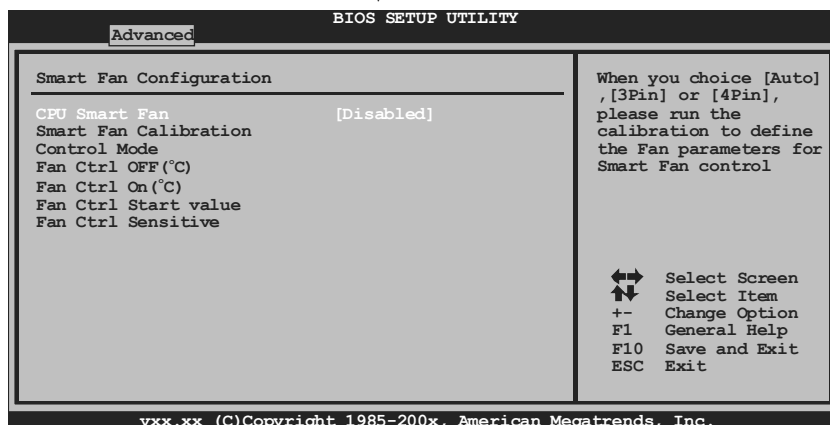 BIOS SETUP UTILITY
Advanced
Smart Fan Configuration
CPU Smart Fan [Disabled]
Smart Fan Calibration
Control Mode
Fan Ctrl OFF(°C)
Fan Ctrl On(°C)
Fan Ctrl Start value
Fan Ctrl Sensitive
When you choice [Auto]
,[3Pin] or [4Pin],
please run the
calibration to define
the Fan parameters for
Smart Fan control
Select Screen
Select Item
+- Change Option
F1 General Help
F10 Save and Exit
ESC Exit
vxx.xx (C)Copyright 1985-200x, American Megatrends, Inc.